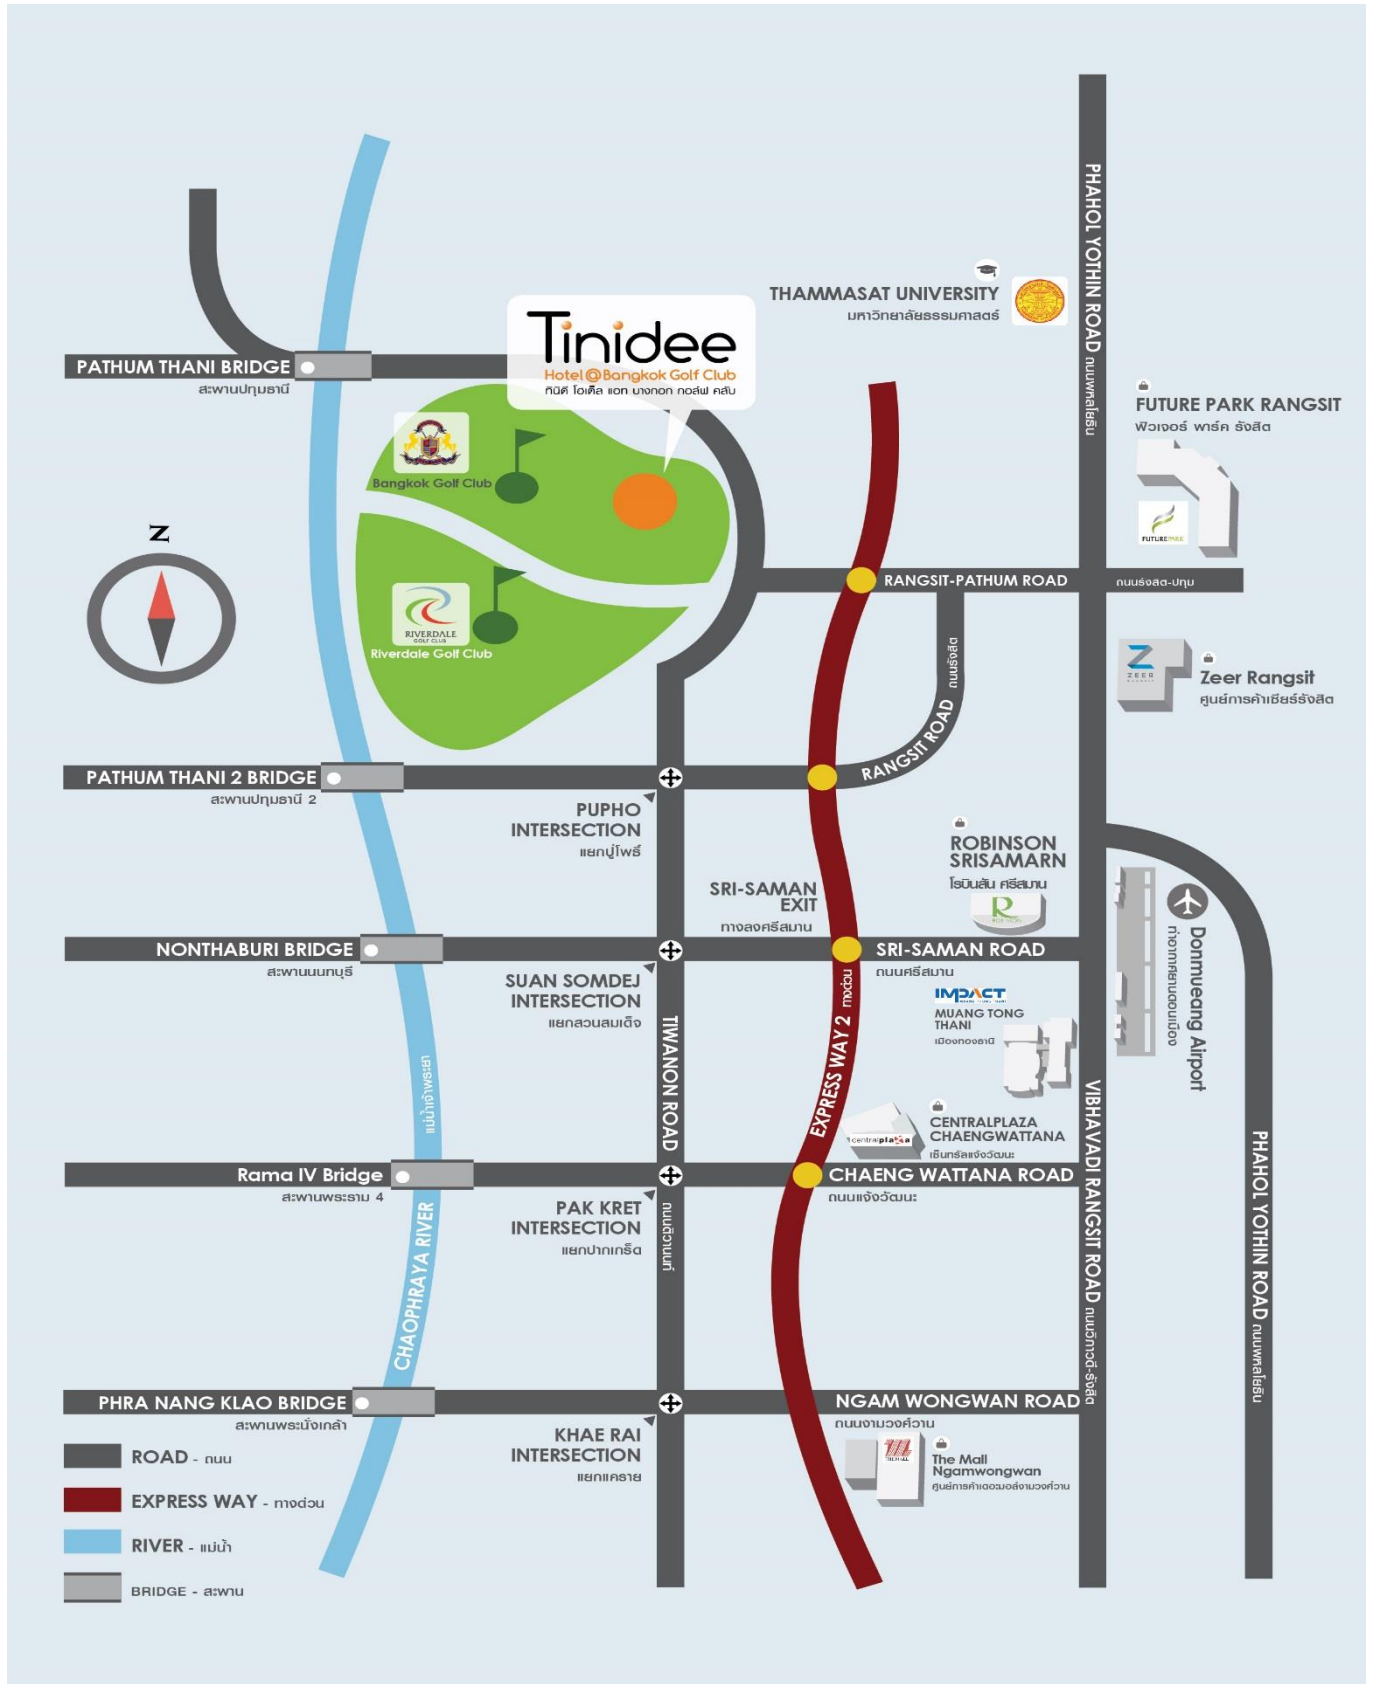 PHAHOL YOTHIN ROAD ถนนพหลโยธิน
THAMMASAT UNIVERSITY
มหาวิทยาลัยธรรมศาสตร์
Tinidee
Hotel@Bangkok Golf Club
ทินิดี โฮเต็ล แอท บางกอก กอล์ฟ คลับ
PATHUM THANI BRIDGE
สะพานปทุมธานี
FUTURE PARK RANGSIT
ฟิวเจอร์ พาร์ค รังสิต
FUTUREPARK
Bangkok Golf Club
N
RANGSIT-PATHUM ROAD
ถนนรังสิต-ปทุม
RIVERDALE
GOLF CLUB
Riverdale Golf Club
ถนนรังสิต
RANGSIT ROAD
Z
ZEER
RANGSIT
Zeer Rangsit
ศูนย์การค้าเซียร์รังสิต
PATHUM THANI 2 BRIDGE
สะพานปทุมธานี 2
PUPHO
INTERSECTION
แยกปู่โพธิ์
ROBINSON
SRISAMARN
โรบินสัน ศรีสมาน
R
ROBINSON
SRI-SAMAN
EXIT
ทางลงศรีสมาน
NONTHABURI BRIDGE
สะพานนนทบุรี
SRI-SAMAN ROAD
ถนนศรีสมาน
SUAN SOMDEJ
INTERSECTION
แยกสวนสมเด็จ
IMPACT
MUANG TONG
THANI
เมืองทองธานี
Donmueang Airport
ท่าอากาศยานดอนเมือง
TIWANON ROAD
ถนนติวานนท์
EXPRESS WAY 2 ทางด่วน
แม่น้ำเจ้าพระยา
CHAOPHRAYA RIVER
centralplaza
CENTRALPLAZA
CHAENGWATTANA
เซ็นทรัลแจ้งวัฒนะ
VIBHAVADI RANGSIT ROAD ถนนวิภาวดี-รังสิต
PHAHOL YOTHIN ROAD ถนนพหลโยธิน
Rama IV Bridge
สะพานพระราม 4
CHAENG WATTANA ROAD
ถนนแจ้งวัฒนะ
PAK KRET
INTERSECTION
แยกปากเกร็ด
PHRA NANG KLAO BRIDGE
สะพานพระนั่งเกล้า
NGAM WONGWAN ROAD
ถนนงามวงศ์วาน
KHAE RAI
INTERSECTION
แยกแคราย
THE MALL
The Mall
Ngamwongwan
ศูนย์การค้าเดอะมอล์งามวงศ์วาน
ROAD - ถนน
EXPRESS WAY - ทางด่วน
RIVER - แม่น้ำ
BRIDGE - สะพาน